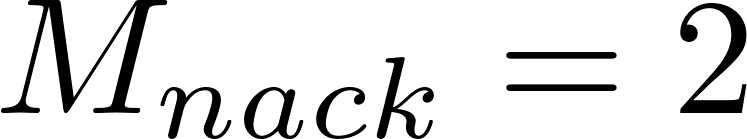 M_{nack} = 2